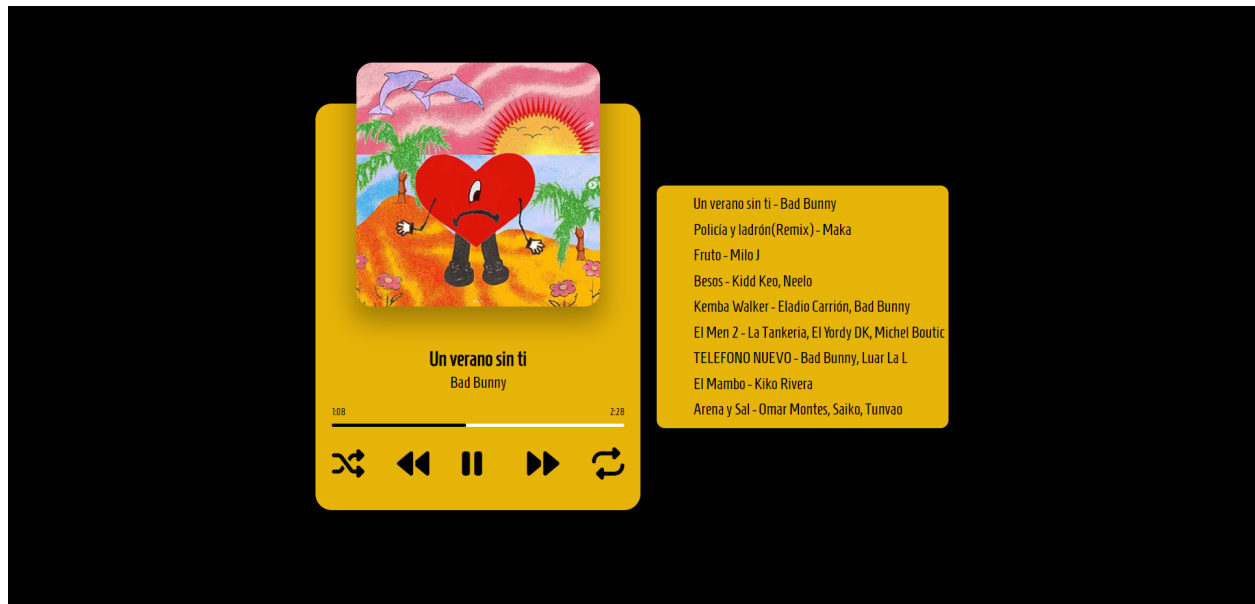 Un verano sin ti
Bad Bunny
1:08
2:28
Un verano sin ti - Bad Bunny
Policía y ladrón(Remix) - Maka
Fruto - Milo J
Besos - Kidd Keo, Neelo
Kemba Walker - Eladio Carrión, Bad Bunny
El Men 2 - La Tankeria, El Yordy DK, Michel Boutic
TELEFONO NUEVO - Bad Bunny, Luar La L
El Mambo - Kiko Rivera
Arena y Sal - Omar Montes, Saiko, Tunvao